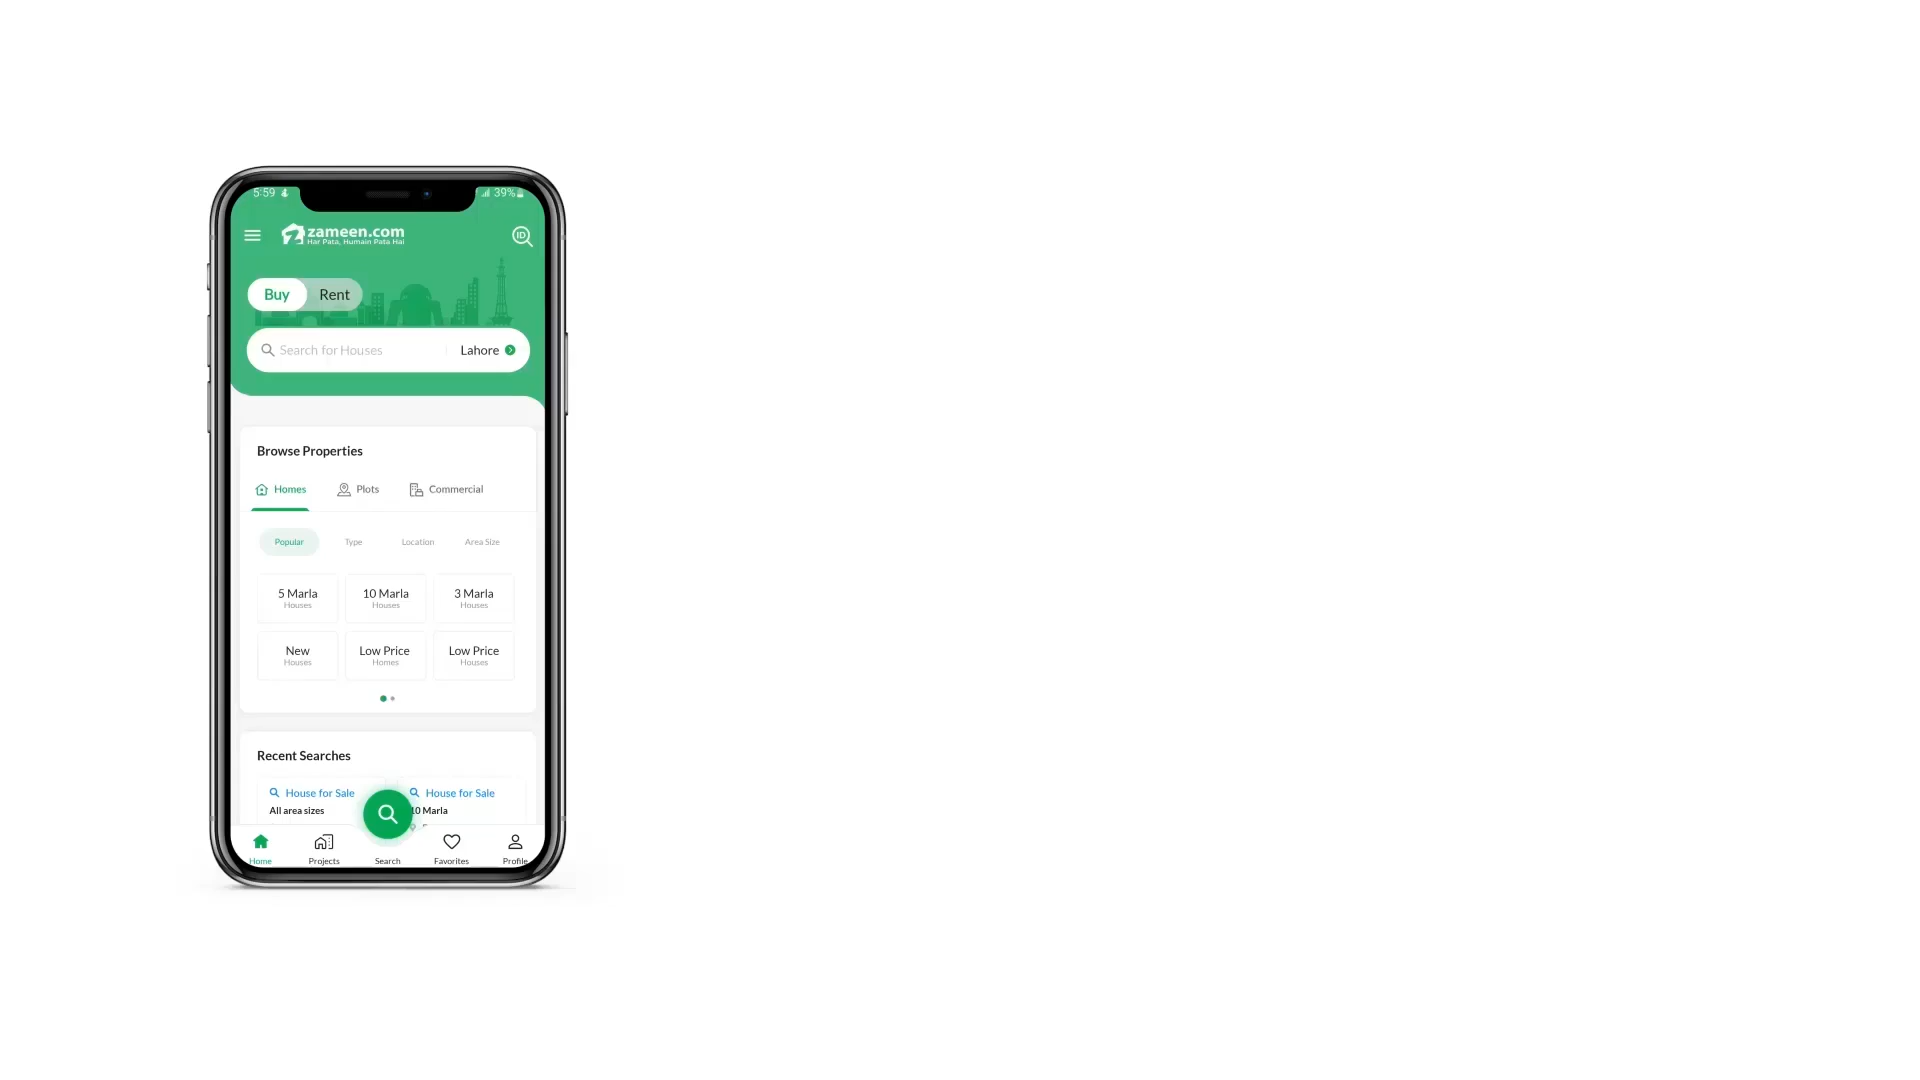 5:59
39%
zameen.com
Har Pata, Humain Pata Hai
ID
Buy Rent
Search for Houses Lahore
Browse Properties
Homes Plots Commercial
Popular Type Location Area Size
5 Marla 10 Marla 3 Marla
Houses Houses Houses
New Low Price Low Price
Houses Homes Houses
Recent Searches
House for Sale House for Sale
All area sizes 10 Marla
Home Projects Search Favorites Profile